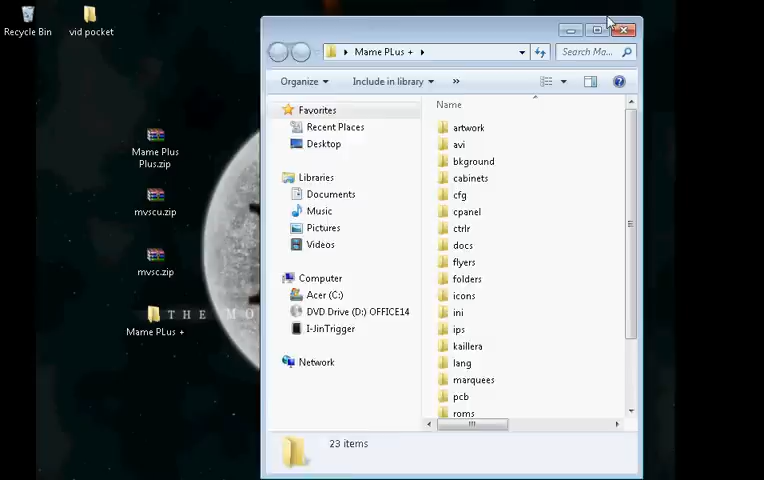 Recycle Bin
vid pocket
Mame Plus
Plus.zip
mvscu.zip
mvsc.zip
THE MO
Mame PLus +
Mame PLus +
Search Ma...
Organize
Include in library
»
Favorites
Recent Places
Desktop
Libraries
Documents
Music
Pictures
Videos
Computer
Acer (C:)
DVD Drive (D:) OFFICE14
I-JinTrigger
Network
Name
artwork
avi
bkground
cabinets
cfg
cpanel
ctrlr
docs
flyers
folders
icons
ini
ips
kaillera
lang
marquees
pcb
roms
23 items